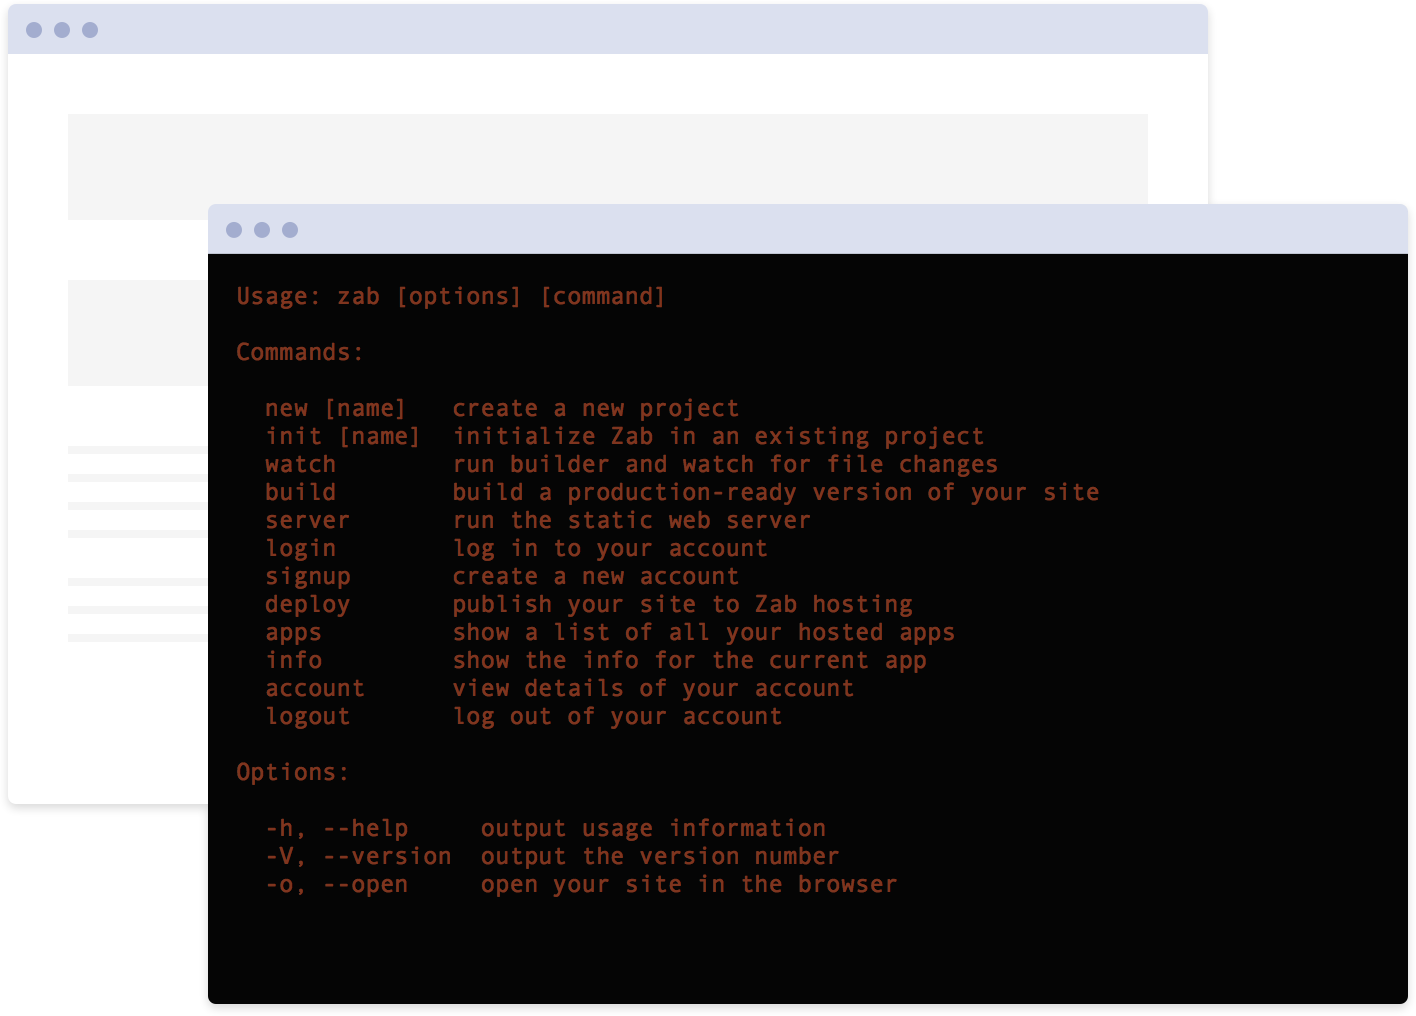 Usage: zab [options] [command]
Commands:
new [name]   create a new project
init [name]  initialize Zab in an existing project
watch        run builder and watch for file changes
build        build a production-ready version of your site
server       run the static web server
login        log in to your account
signup       create a new account
deploy       publish your site to Zab hosting
apps         show a list of all your hosted apps
info         show the info for the current app
account      view details of your account
logout       log out of your account
Options:
-h, --help     output usage information
-V, --version  output the version number
-o, --open     open your site in the browser